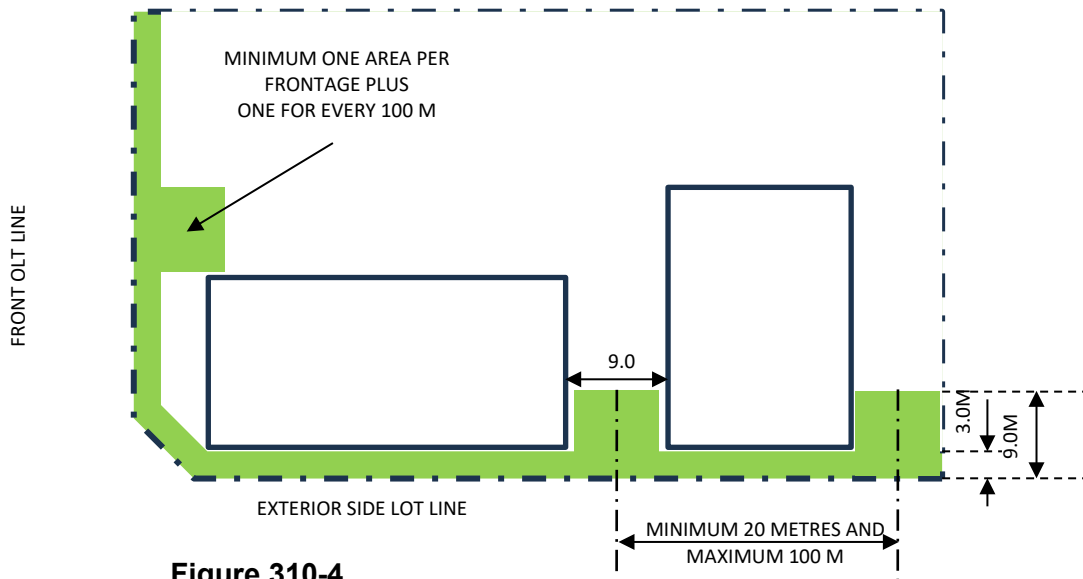 MINIMUM ONE AREA PER
FRONTAGE PLUS
ONE FOR EVERY 100 M
FRONT OLT LINE
9.0
3.0M
9.0M
EXTERIOR SIDE LOT LINE
MINIMUM 20 METRES AND
MAXIMUM 100 M
Figure 310-4